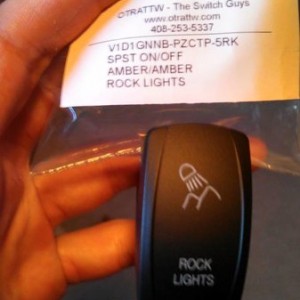 OTRATTW - The Switch Guys
www.otrattw.com
408-253-5337
V1D1GNNB-PZCTP-5RK
SPST ON/OFF
AMBER/AMBER
ROCK LIGHTS
ROCK
LIGHTS